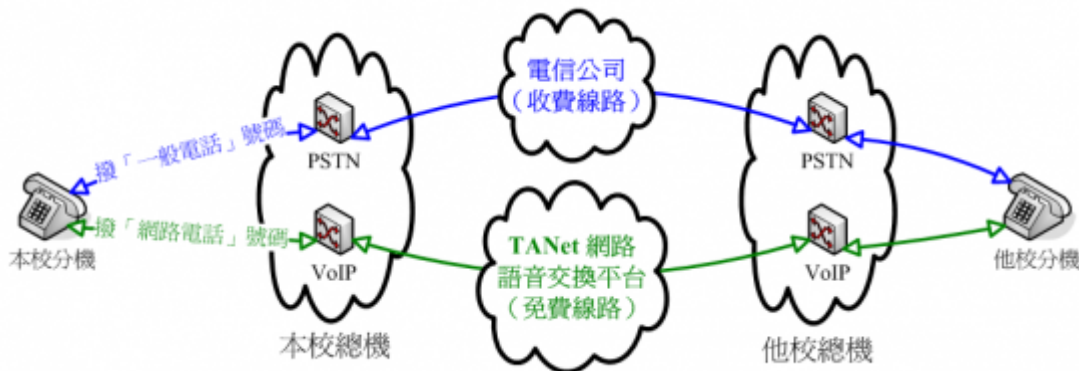 電信公司
（收費線路）
撥「一般電話」號碼
PSTN
PSTN
撥「網路電話」號碼
本校分機
VoIP
TANet 網路
語音交換平台
（免費線路）
VoIP
他校分機
本校總機
他校總機